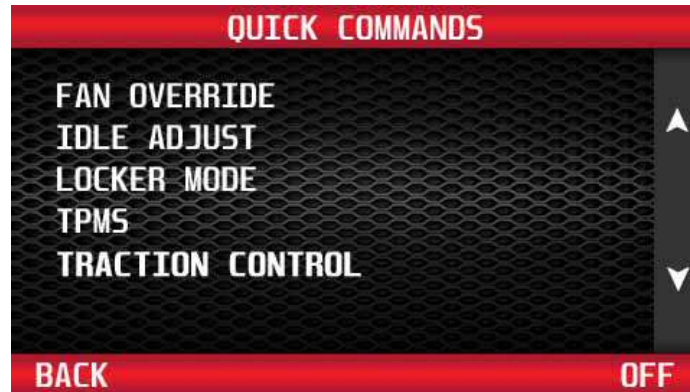 QUICK COMMANDS
FAN OVERRIDE
IDLE ADJUST
LOCKER MODE
TPMS
TRACTION CONTROL
BACK OFF